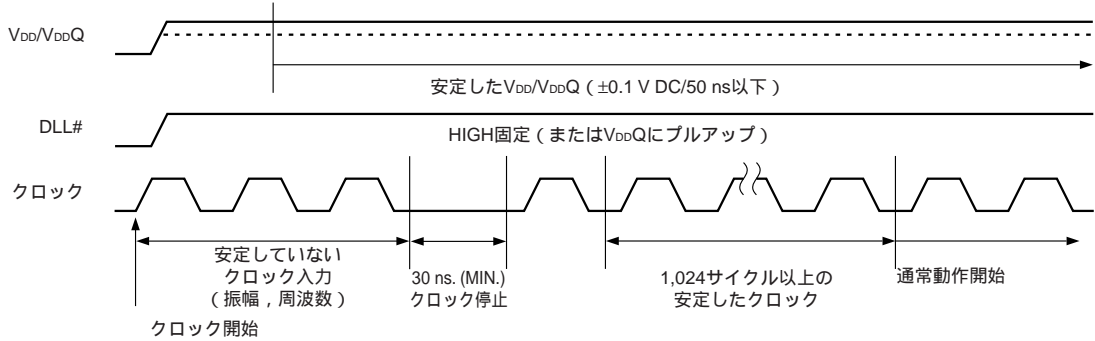 VDD/VDDQ
安定したVDD/VDDQ（±0.1 V DC/50 ns以下）
DLL#
HIGH固定（またはVDDQにプルアップ）
クロック
安定していない
クロック入力
（振幅，周波数）
30 ns. (MIN.)
クロック停止
1,024サイクル以上の
安定したクロック
通常動作開始
クロック開始